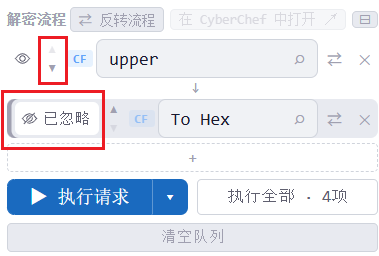 解密流程 ⇄ 反转流程 在 CyberChef 中打开
CF upper
↓
已忽略 CF To Hex
+
▶ 执行请求 执行全部 · 4项
清空队列